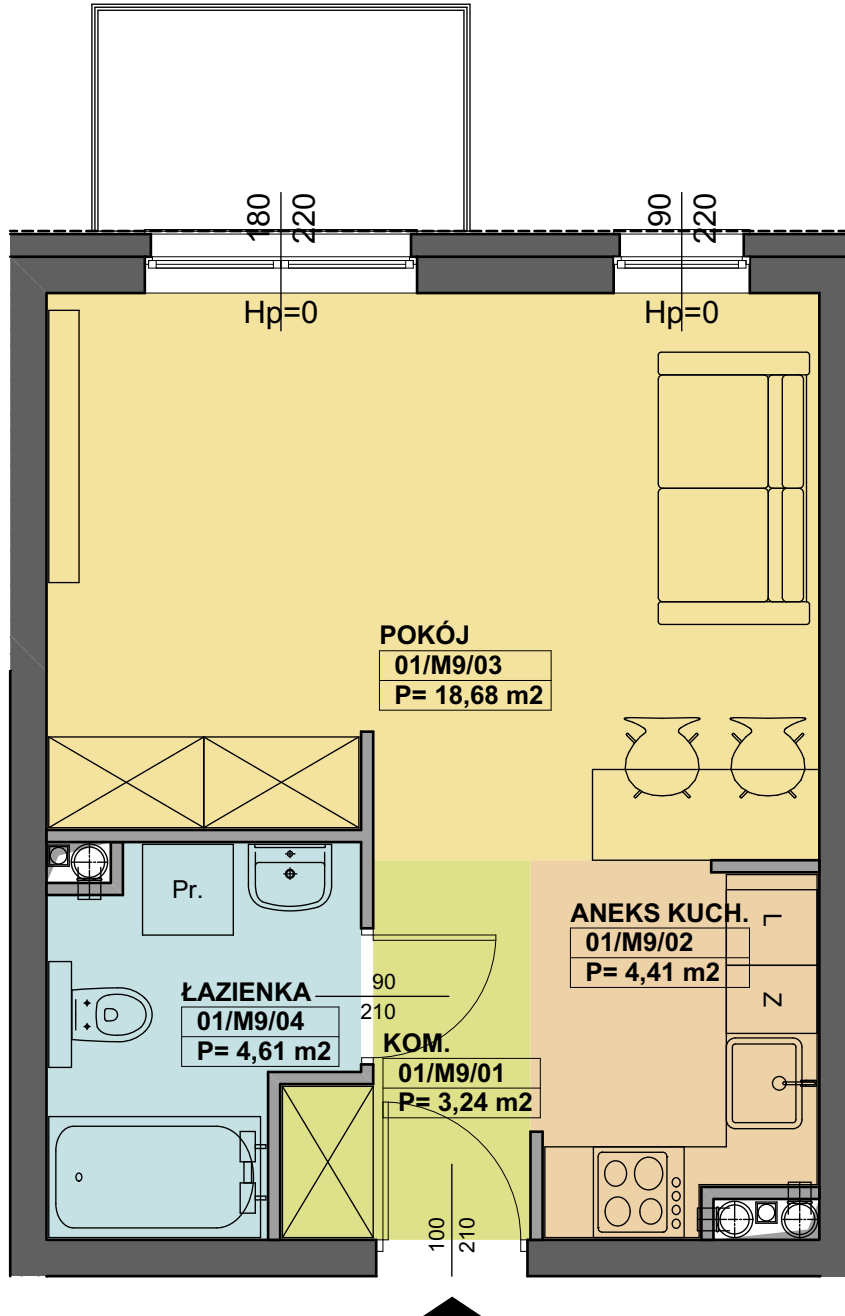 180
220
90
220
Hp=0
Hp=0
POKÓJ
01/M9/03
P= 18,68 m2
Pr.
ANEKS KUCH.
01/M9/02
P= 4,41 m2
L
Z
ŁAZIENKA
01/M9/04
P= 4,61 m2
90
210
KOM.
01/M9/01
P= 3,24 m2
100
210